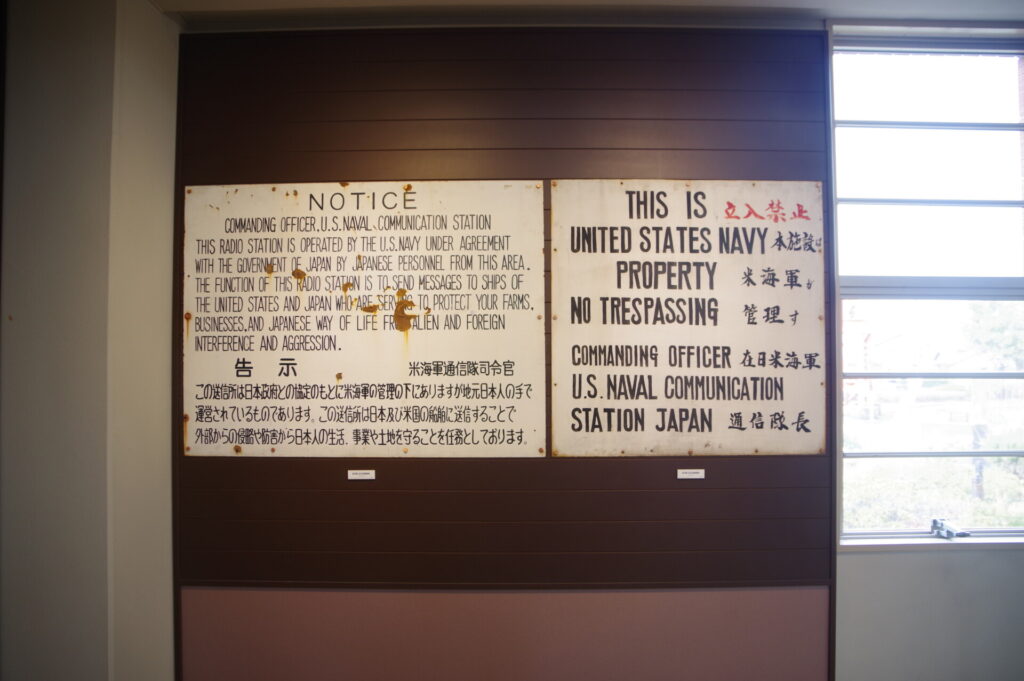 NOTICE
COMMANDING OFFICER. U.S. NAVAL COMMUNICATION STATION
THIS RADIO STATION IS OPERATED BY THE U.S. NAVY UNDER AGREEMENT
WITH THE GOVERNMENT OF JAPAN BY JAPANESE PERSONNEL FROM THIS AREA.
THE FUNCTION OF THIS RADIO STATION IS TO SEND MESSAGES TO SHIPS OF
THE UNITED STATES AND JAPAN WHO ARE SERVING TO PROTECT YOUR FARMS,
BUSINESSES, AND JAPANESE WAY OF LIFE FROM ALIEN AND FOREIGN
INTERFERENCE AND AGGRESSION.
告示 米海軍通信隊司令官
この送信所は日本政府との協定のもとに米海軍の管理の下にありますが地元日本人の手で
運営されているものであります。この送信所は日本及び米国の船舶に送信することで
外部からの侵略や防害から日本人の生活、事業や土地を守ることを任務としております。
THIS IS 立入禁止
UNITED STATES NAVY 本施設は
PROPERTY 米海軍が
NO TRESPASSING 管理す
COMMANDING OFFICER 在日米海軍
U.S. NAVAL COMMUNICATION
STATION JAPAN 通信隊長